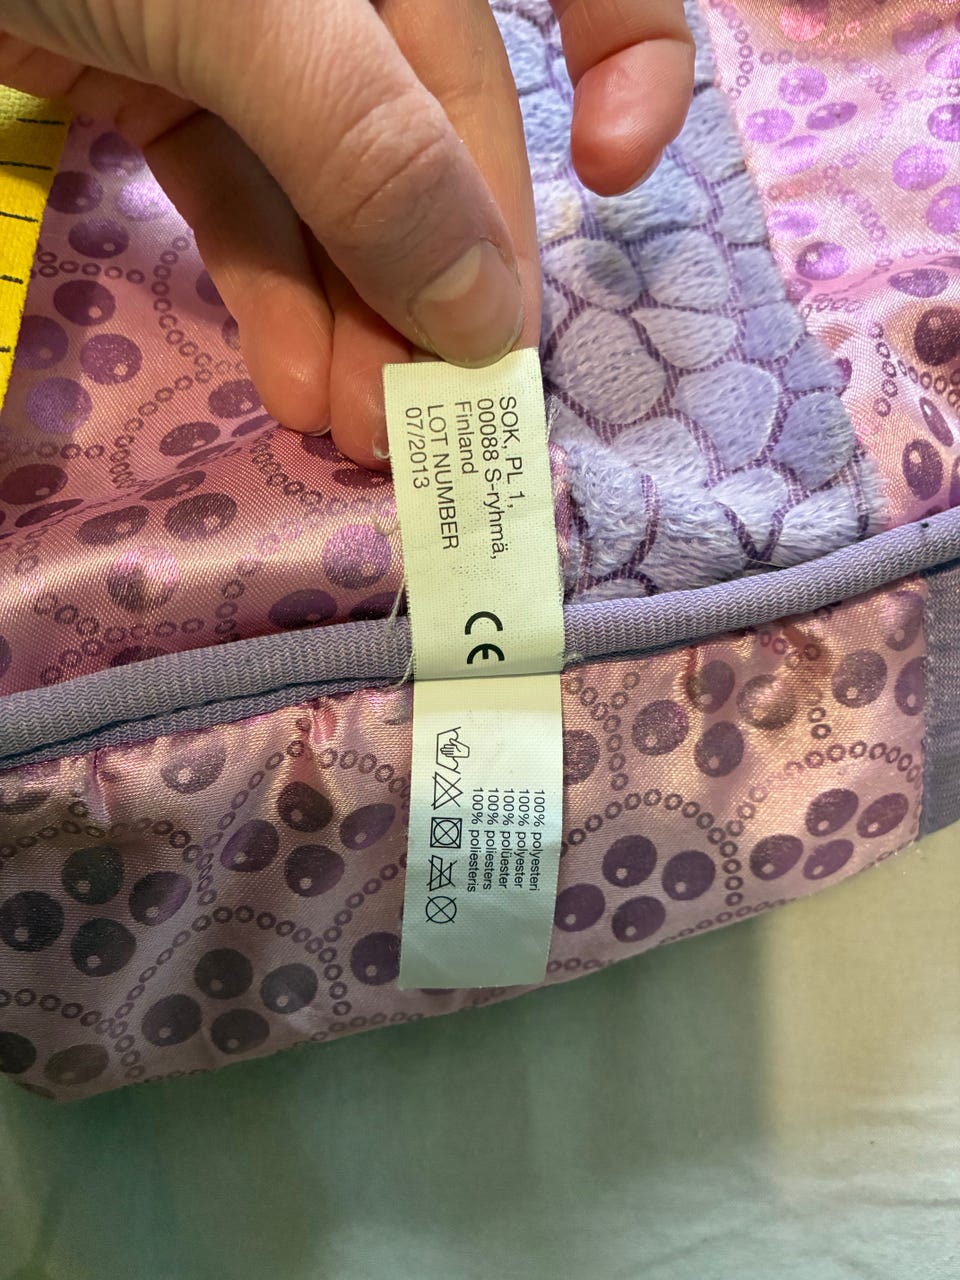 SOK, PL 1,
00088 S-ryhmä,
Finland
LOT NUMBER
07/2013
CE
100% polyesteri
100% polyester
100% polüester
100% poliesters
100% poliesteris